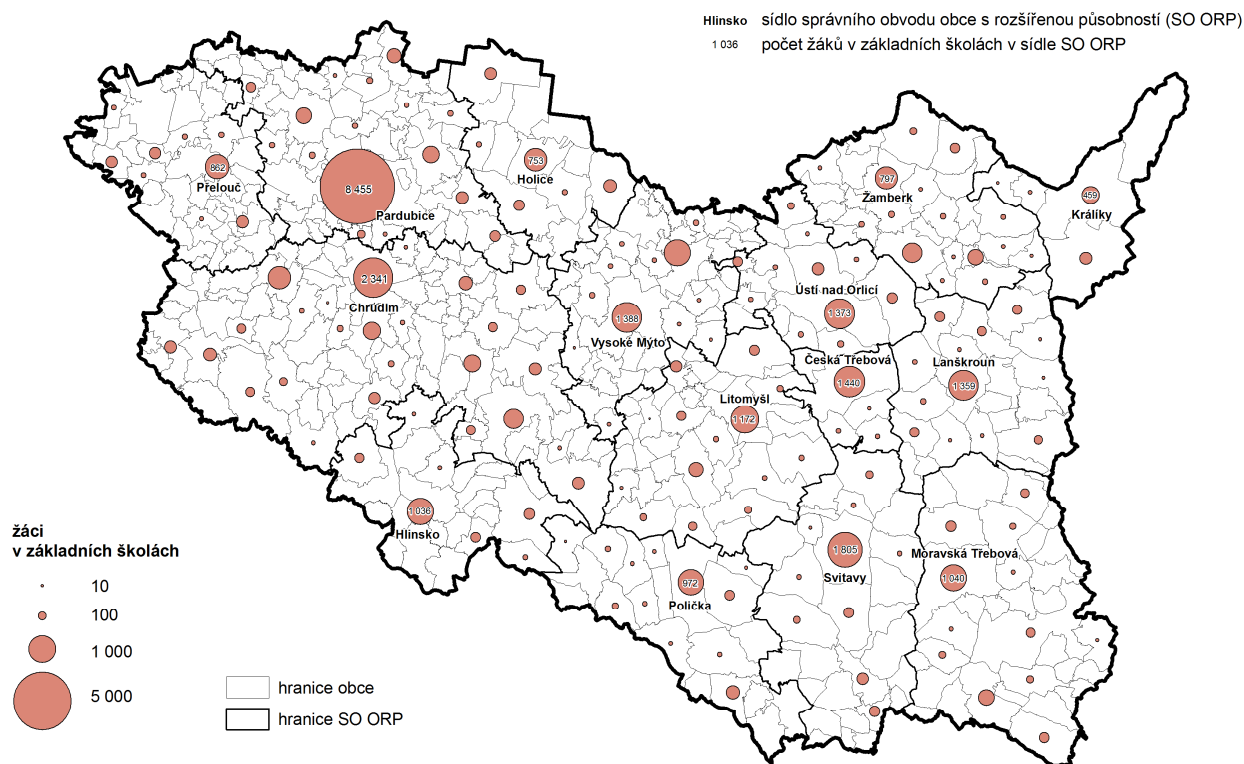 Hlinsko sídlo správního obvodu obce s rozšířenou působností (SO ORP)
1 036 počet žáků v základních školách v sídle SO ORP
862
Přelouč
8 455
Pardubice
753
Holice
797
Žamberk
459
Králíky
2 341
Chrudim
1 388
Vysoké Mýto
Ústí nad Orlicí
1 373
Česká Třebová
1 440
Lanškroun
1 359
Litomyšl
1 172
1 036
Hlinsko
1 805
Svitavy
Moravská Třebová
1 040
972
Polička
žáci
v základních školách
10
100
1 000
5 000
hranice obce
hranice SO ORP